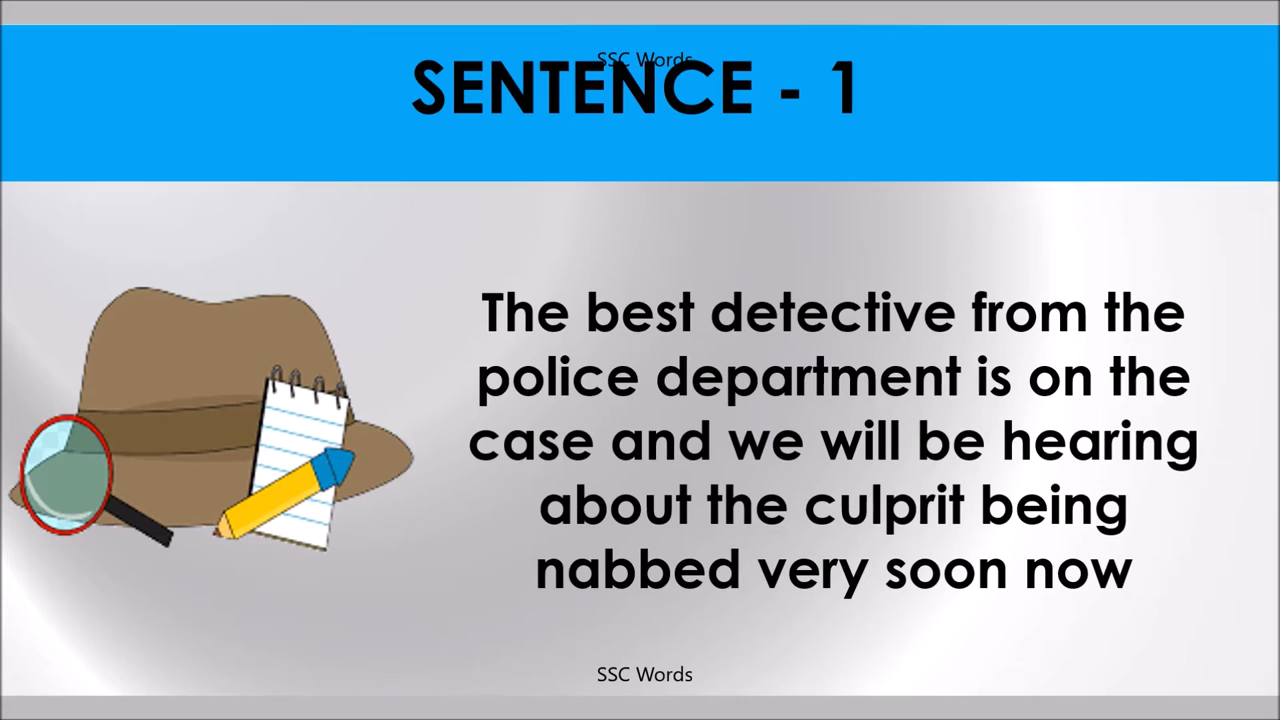 SSC Words
SENTENCE - 1
The best detective from the
police department is on the
case and we will be hearing
about the culprit being
nabbed very soon now
SSC Words